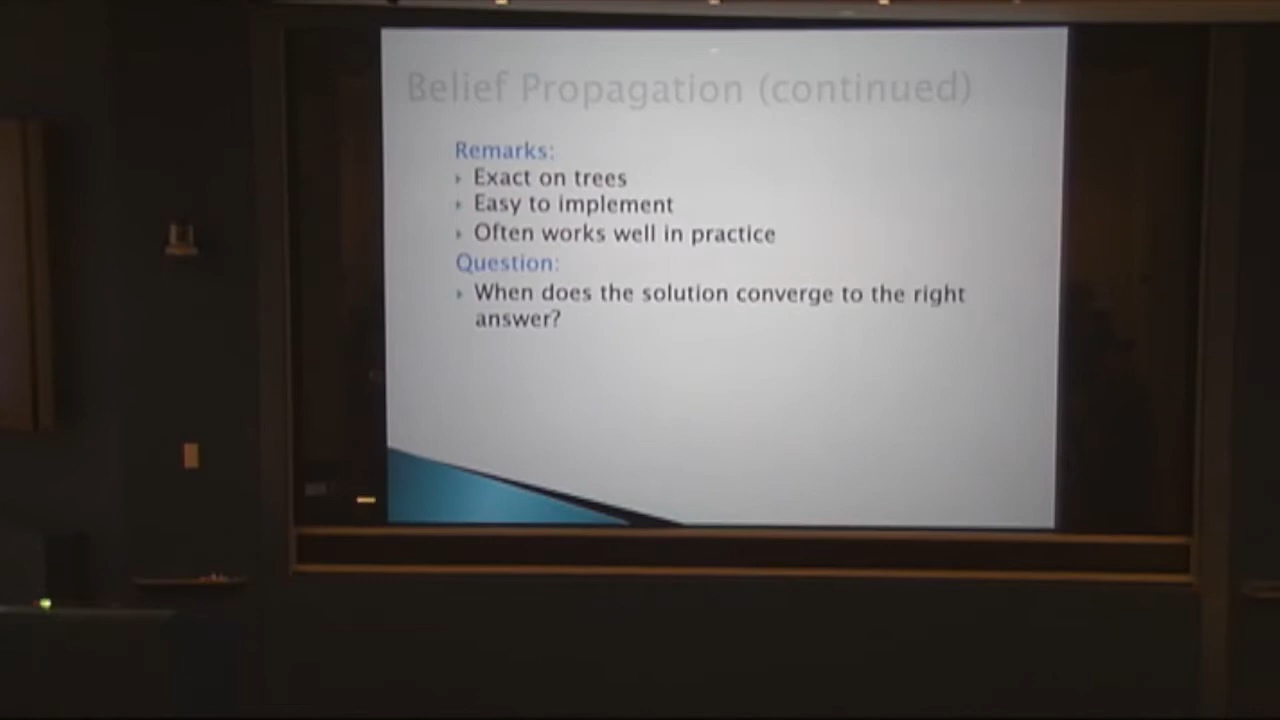 Belief Propagation (continued)
Remarks:
Exact on trees
Easy to implement
Often works well in practice
Question:
When does the solution converge to the right
answer?